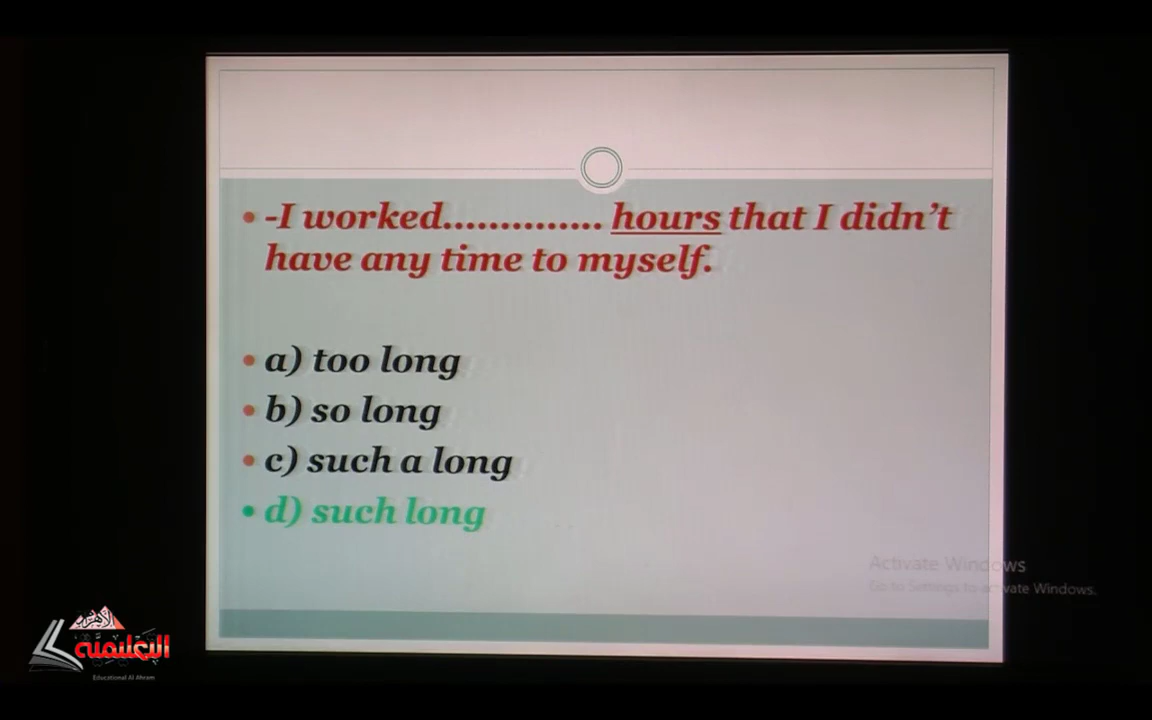 -I worked.............. hours that I didn't
have any time to myself.
a) too long
b) so long
c) such a long
d) such long
Activate Windows
Go to Settings to activate Windows.
الأهرام
التعليمية
Educational Al Ahram